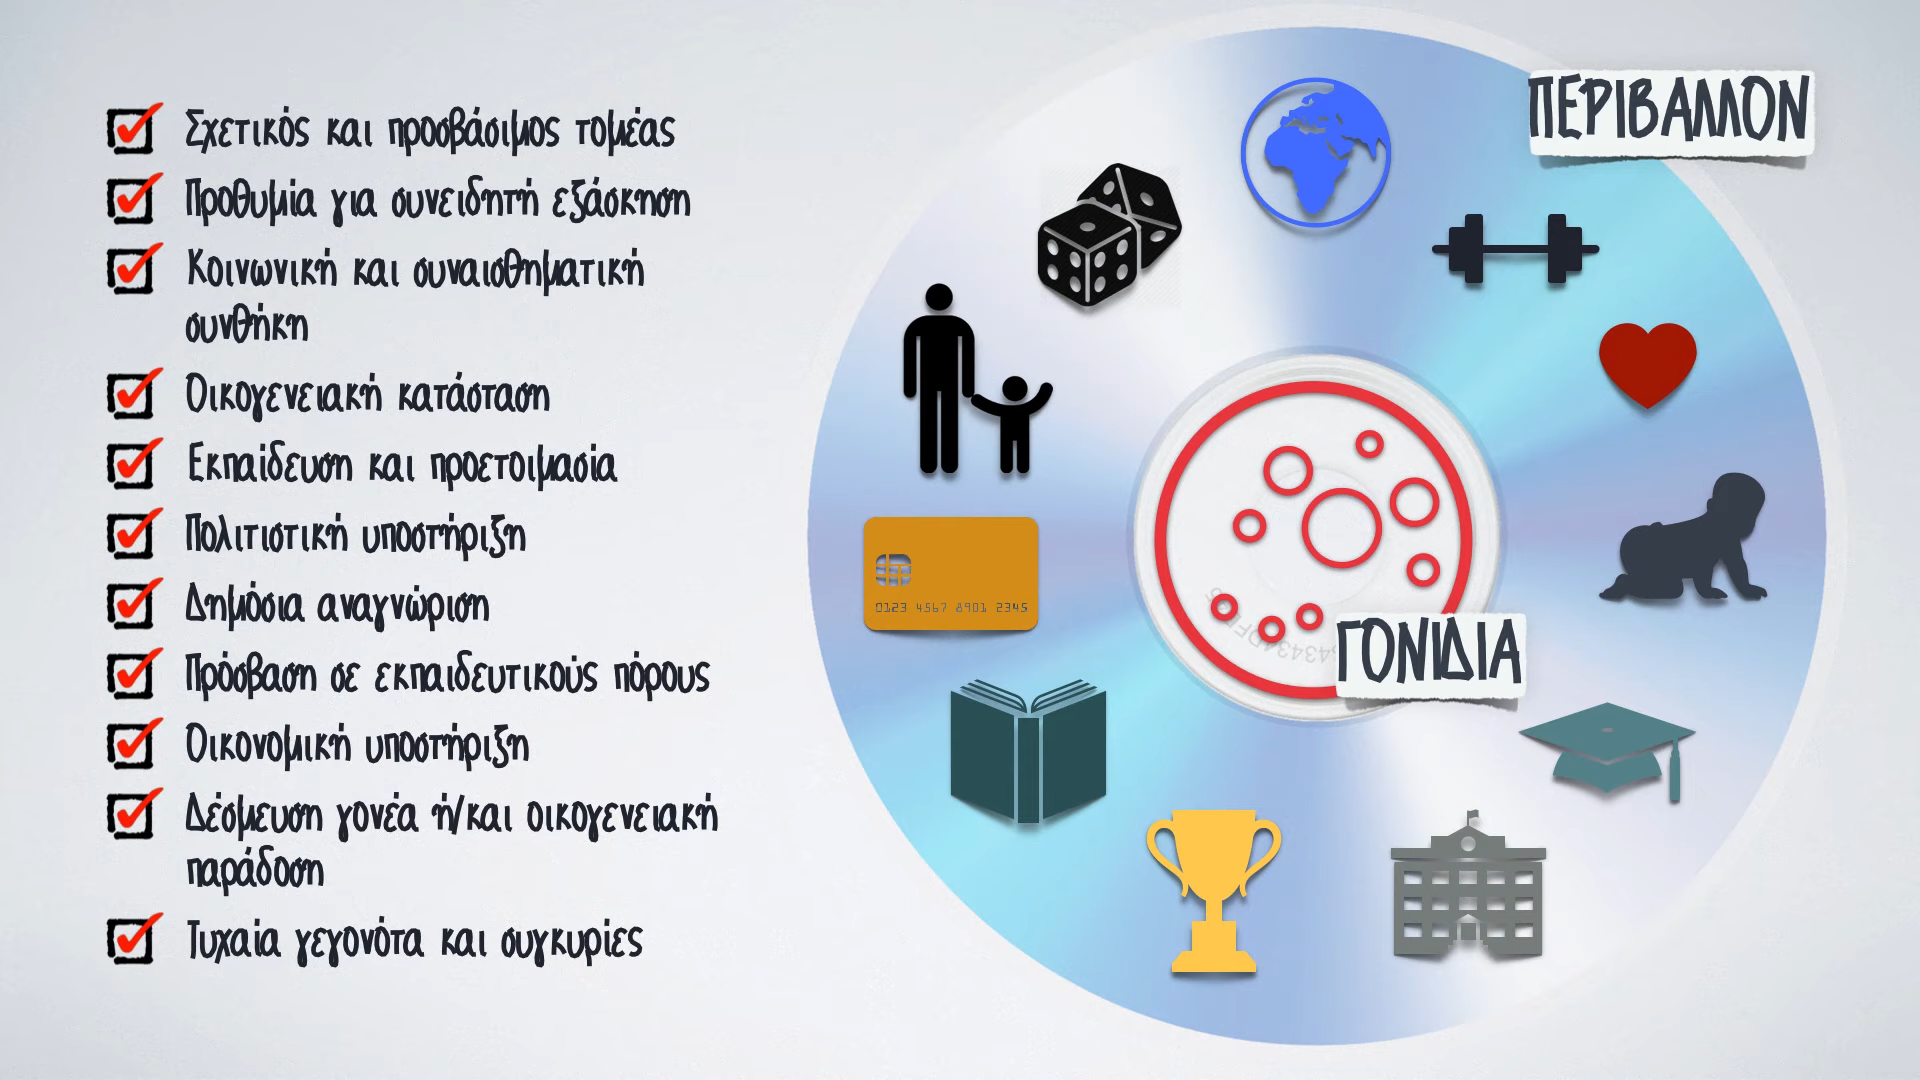 Σχετικός και προσβάσιμος τομέας
Προθυμία για συνειδητή εξάσκηση
Κοινωνική και συναισθηματική
συνθήκη
Οικογενειακή κατάσταση
Εκπαίδευση και προετοιμασία
Πολιτιστική υποστήριξη
Δημόσια αναγνώριση
Πρόσβαση σε εκπαιδευτικούς πόρους
Οικονομική υποστήριξη
Δέσμευση γονέα ή/και οικογενειακή
παράδοση
Τυχαία γεγονότα και συγκυρίες
ΠΕΡΙΒΑΛΛΟΝ
0123 4567 8901 2345
ΓΟΝΙΔΙΑ